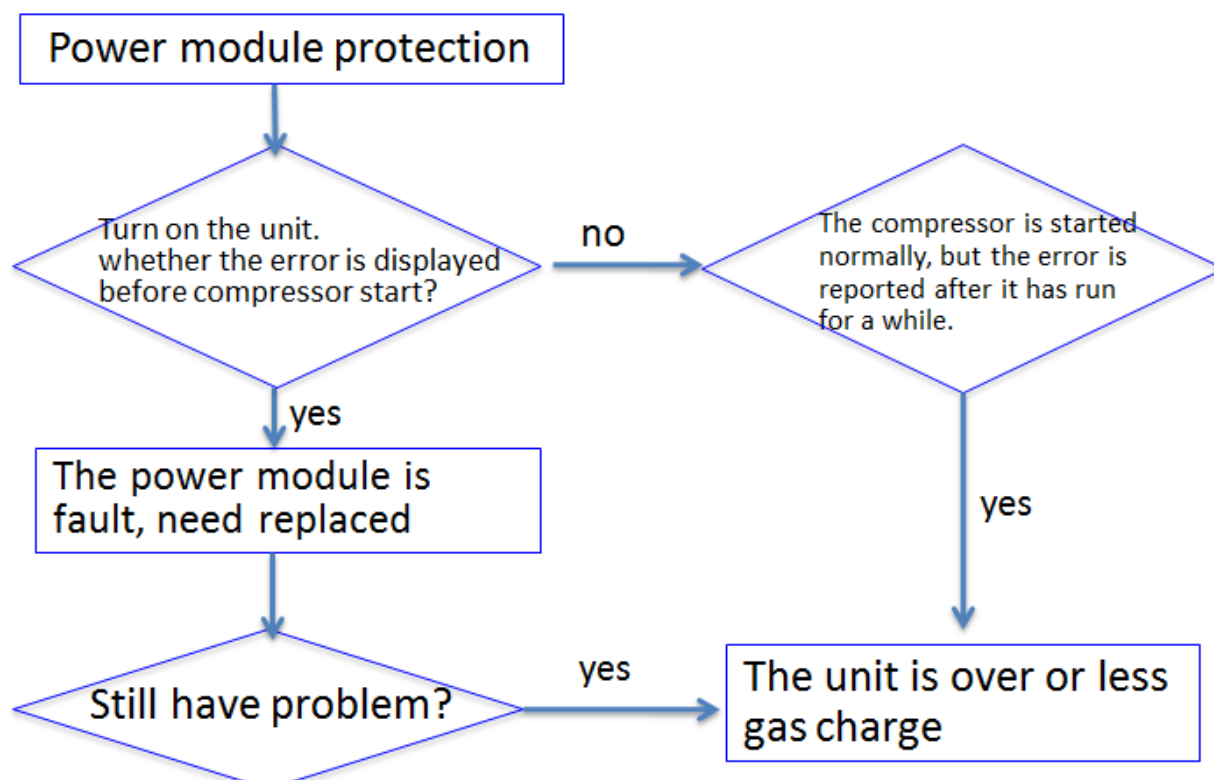 Power module protection
Turn on the unit.
whether the error is displayed
before compressor start?
no
The compressor is started
normally, but the error is
reported after it has run
for a while.
yes
The power module is
fault, need replaced
yes
Still have problem?
yes
The unit is over or less
gas charge